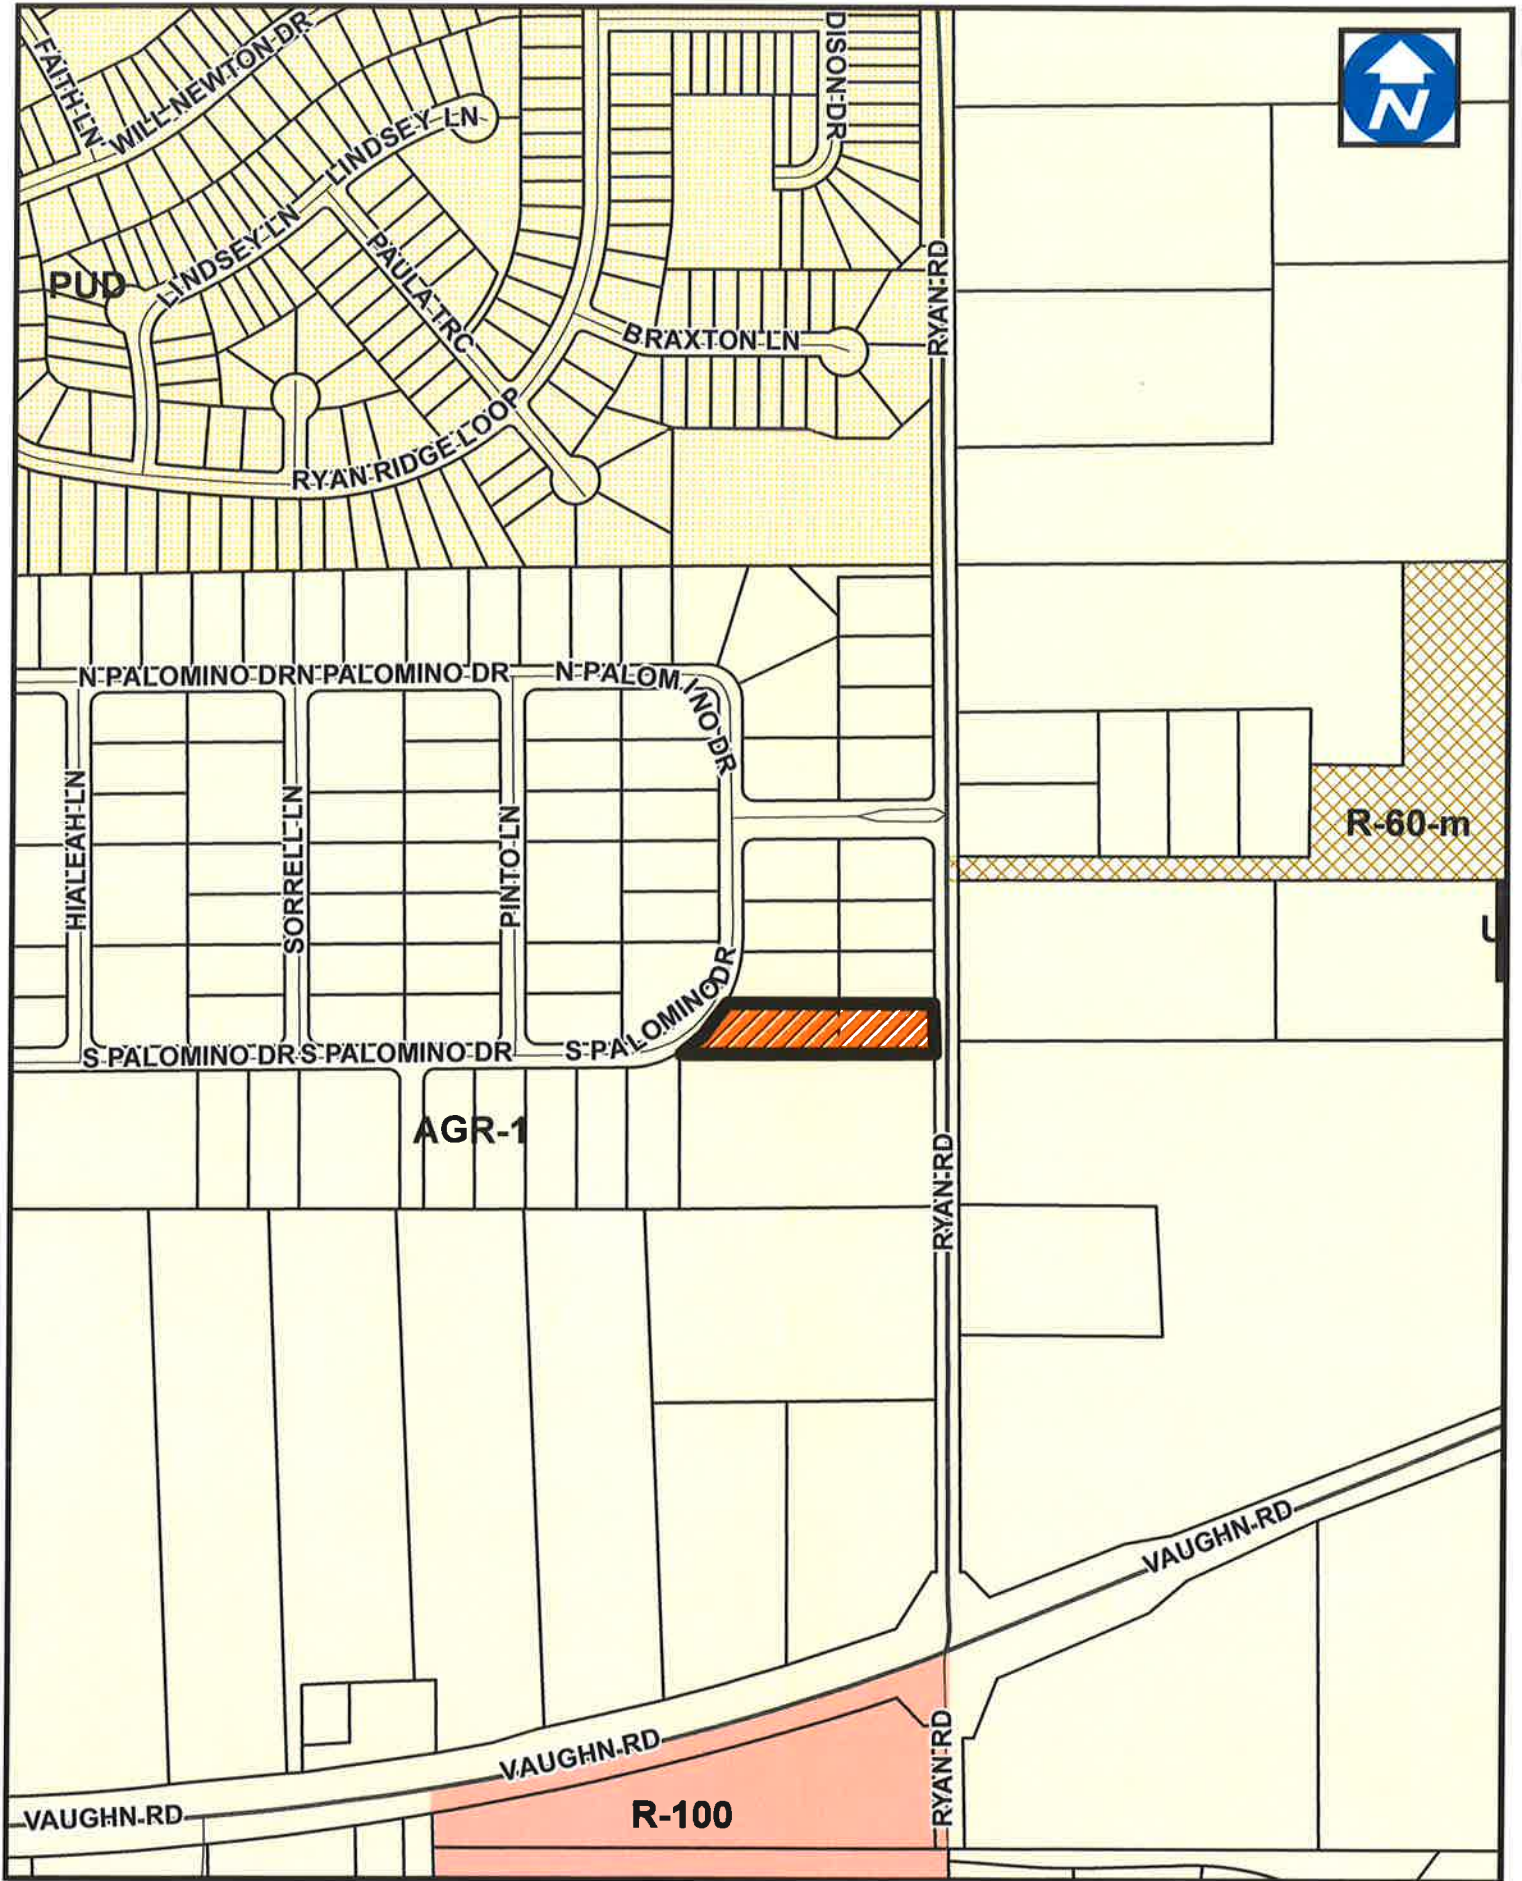 FAITH-LN
WILL-NEWTON-DR
DISON-DR
N
LINDSEY LN
LINDSEY-LN
PUD
PAULA-TRC
RYAN-RD
BRAXTON-LN
RYAN RIDGE-LOOP
N-PALOMINO-DR
N-PALOMINO-DR
N-PALOMINO-DR
HIALEAH-LN
SORRELL-LN
PINTO-LN
R-60-m
S-PALOMINO-DR
S-PALOMINO-DR
S-PALOMINO-DR
AGR-1
RYAN-RD
VAUGHN-RD
VAUGHN-RD
RYAN-RD
VAUGHN-RD
R-100